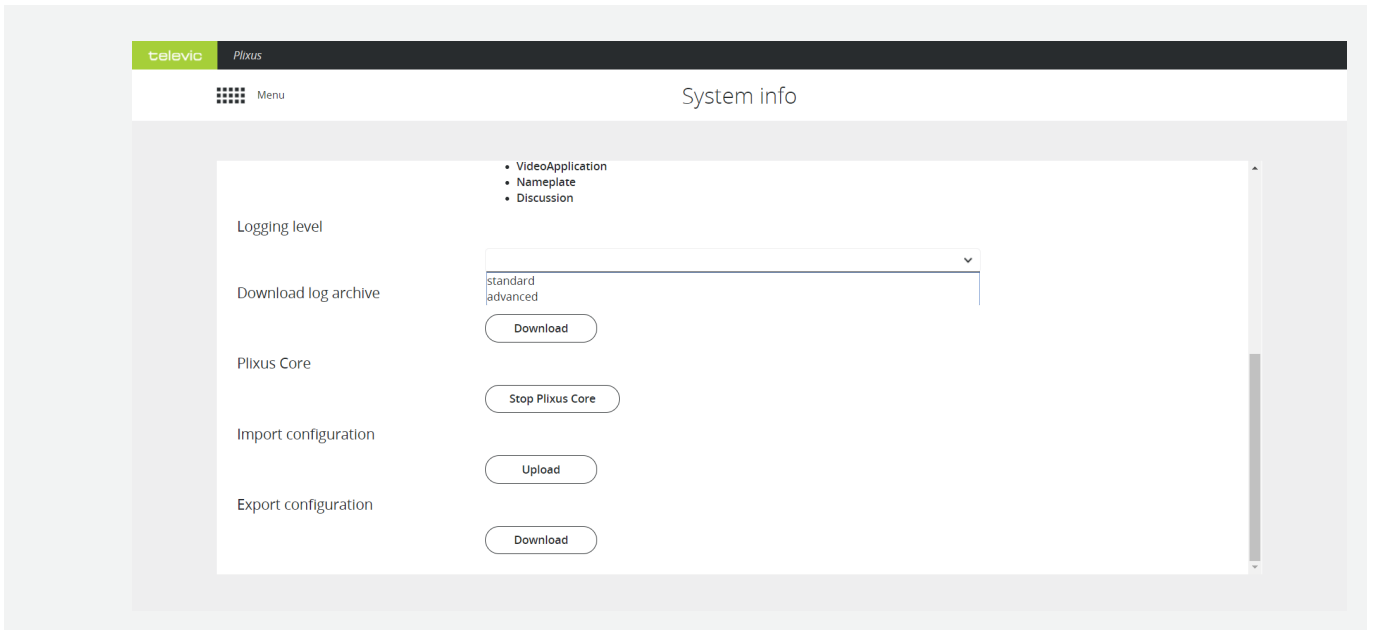 televic Plixus
Menu System info
• VideoApplication
• Nameplate
• Discussion
Logging level
standard
Download log archive
advanced
Download
Plixus Core
Stop Plixus Core
Import configuration
Upload
Export configuration
Download